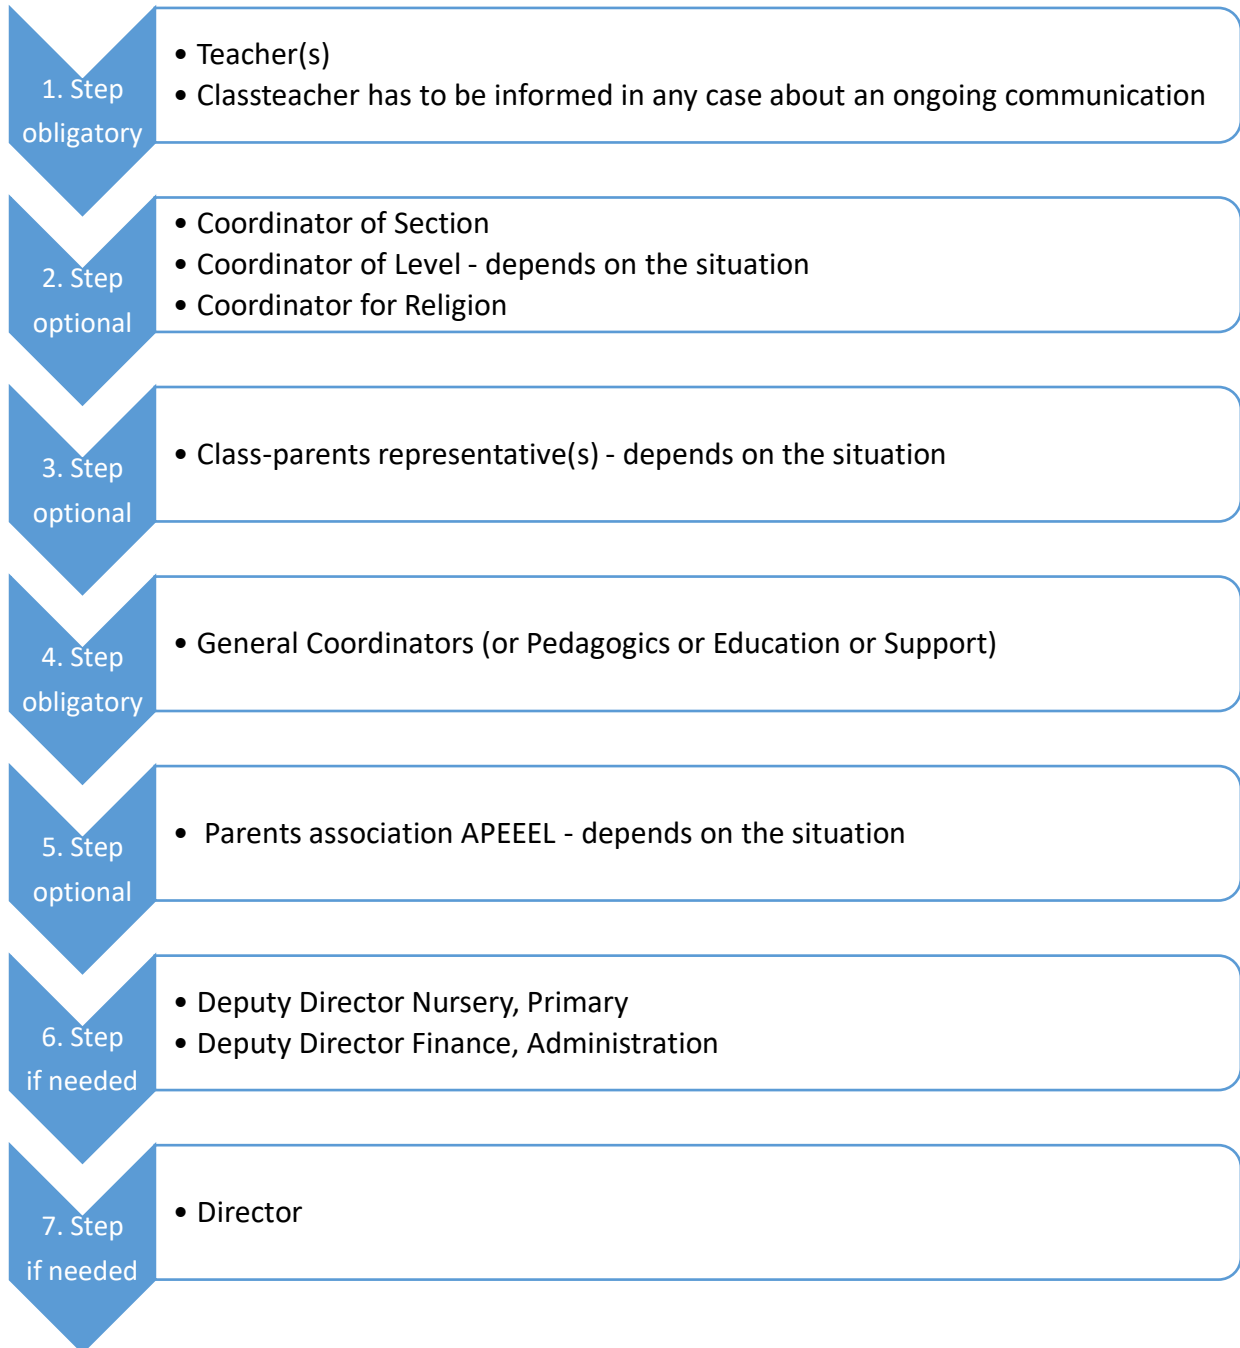 1. Step
obligatory
• Teacher(s)
• Classteacher has to be informed in any case about an ongoing communication
2. Step
optional
• Coordinator of Section
• Coordinator of Level - depends on the situation
• Coordinator for Religion
3. Step
optional
• Class-parents representative(s) - depends on the situation
4. Step
obligatory
• General Coordinators (or Pedagogics or Education or Support)
5. Step
optional
• Parents association APEEEL - depends on the situation
6. Step
if needed
• Deputy Director Nursery, Primary
• Deputy Director Finance, Administration
7. Step
if needed
• Director